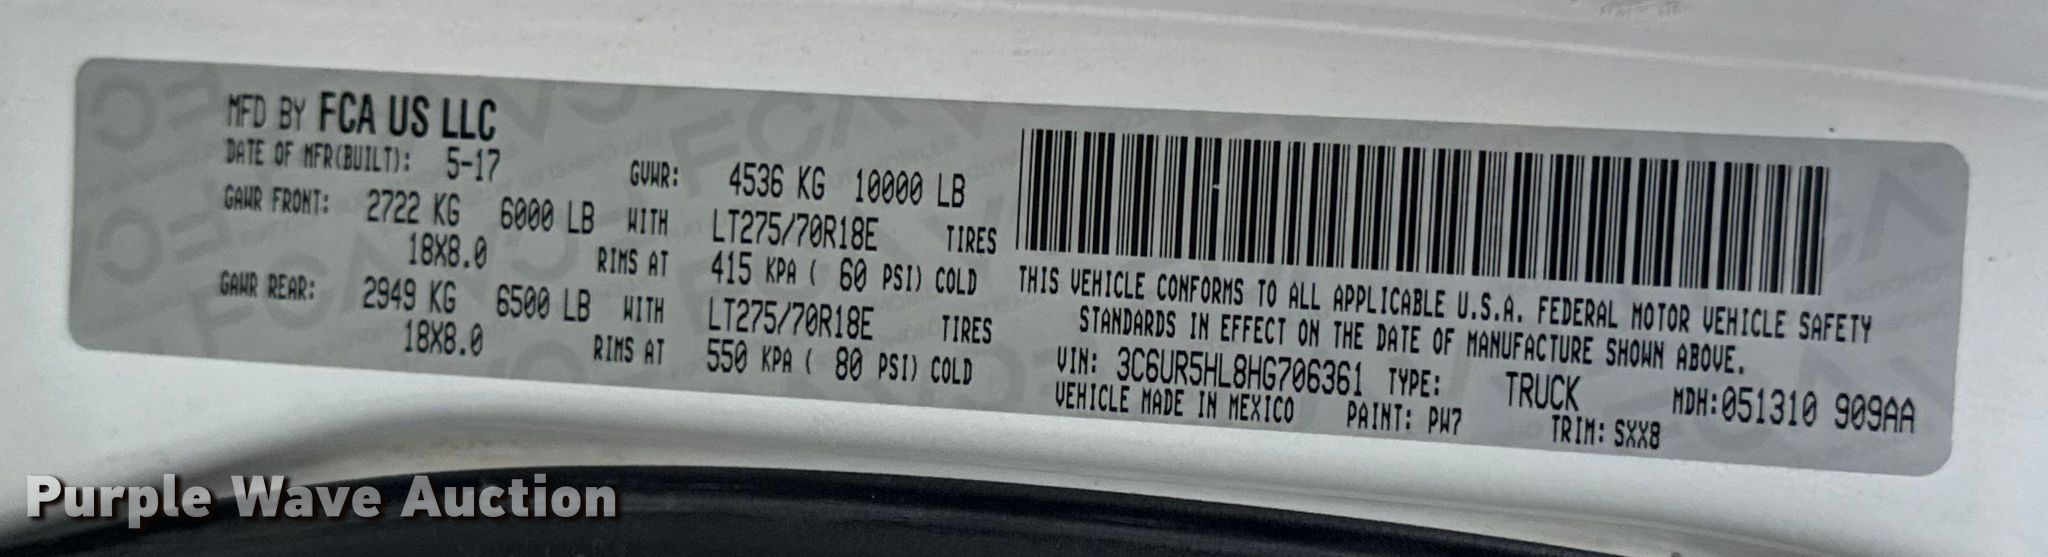 MFD BY FCA US LLC
DATE OF MFR(BUILT): 5-17 GVWR: 4536 KG 10000 LB
GAWR FRONT: 2722 KG 6000 LB WITH LT275/70R18E TIRES
18X8.0 RIMS AT 415 KPA ( 60 PSI) COLD
GAWR REAR: 2949 KG 6500 LB WITH LT275/70R18E TIRES
18X8.0 RIMS AT 550 KPA ( 80 PSI) COLD
THIS VEHICLE CONFORMS TO ALL APPLICABLE U.S.A. FEDERAL MOTOR VEHICLE SAFETY
STANDARDS IN EFFECT ON THE DATE OF MANUFACTURE SHOWN ABOVE.
VIN: 3C6UR5HL8HG706361 TYPE: TRUCK MDH:051310 909AA
VEHICLE MADE IN MEXICO PAINT: PW7 TRIM: SXX8
Purple Wave Auction